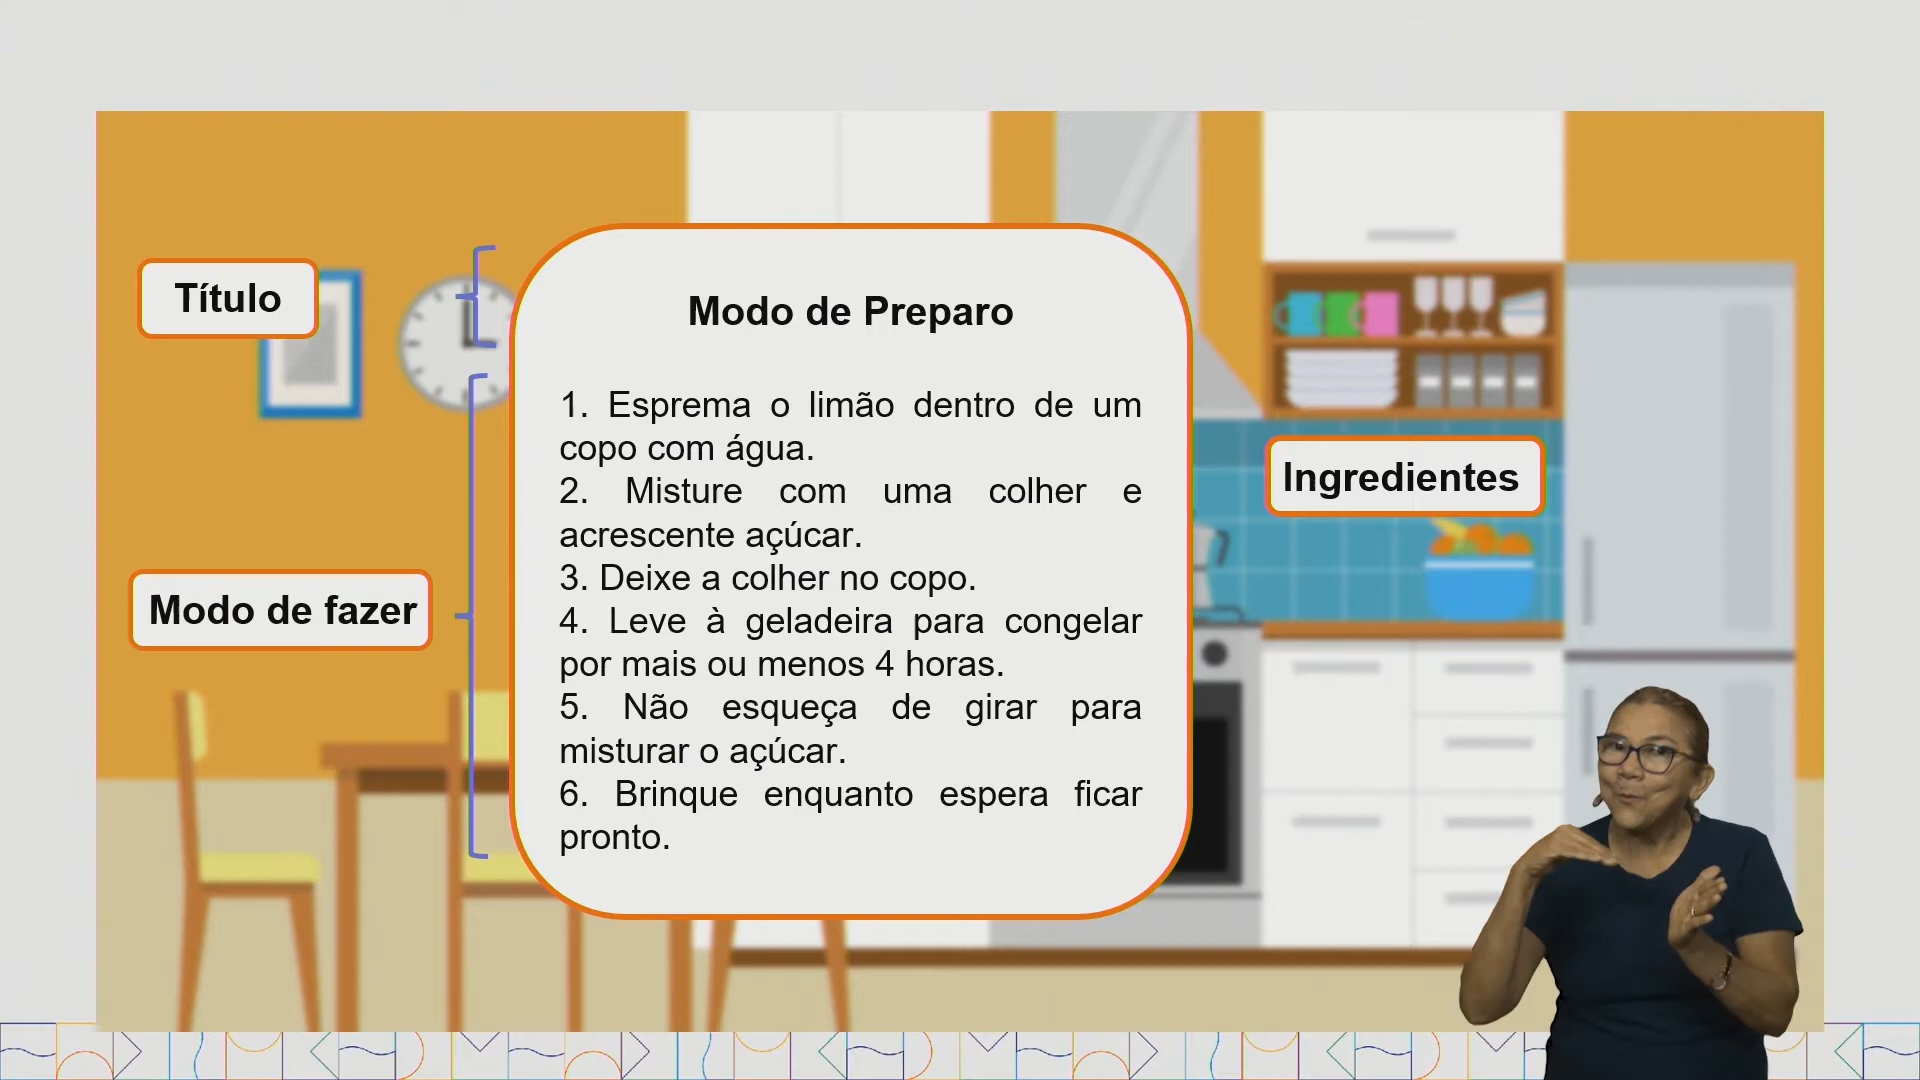 Título
Modo de Preparo
1. Esprema o limão dentro de um
copo com água.
2. Misture com uma colher e
acrescente açúcar.
3. Deixe a colher no copo.
4. Leve à geladeira para congelar
por mais ou menos 4 horas.
5. Não esqueça de girar para
misturar o açúcar.
6. Brinque enquanto espera ficar
pronto.
Modo de fazer
Ingredientes